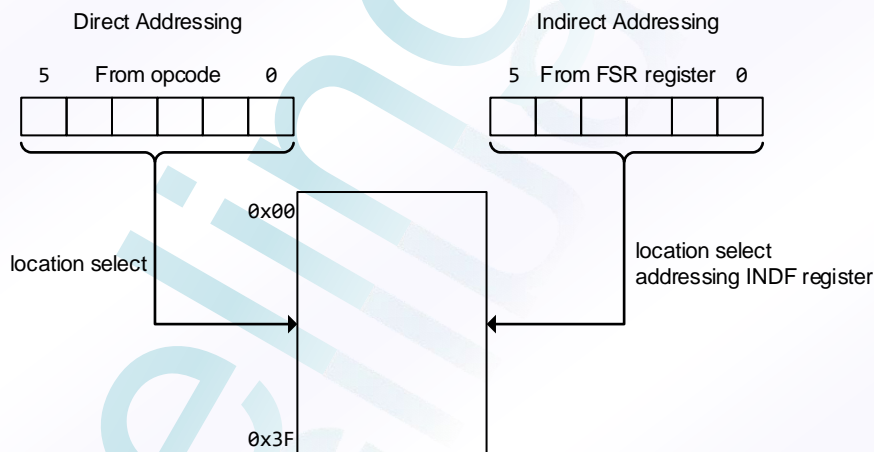 Direct Addressing
Indirect Addressing
5 From opcode 0
5 From FSR register 0
0x00
location select
location select
addressing INDF register
0x3F